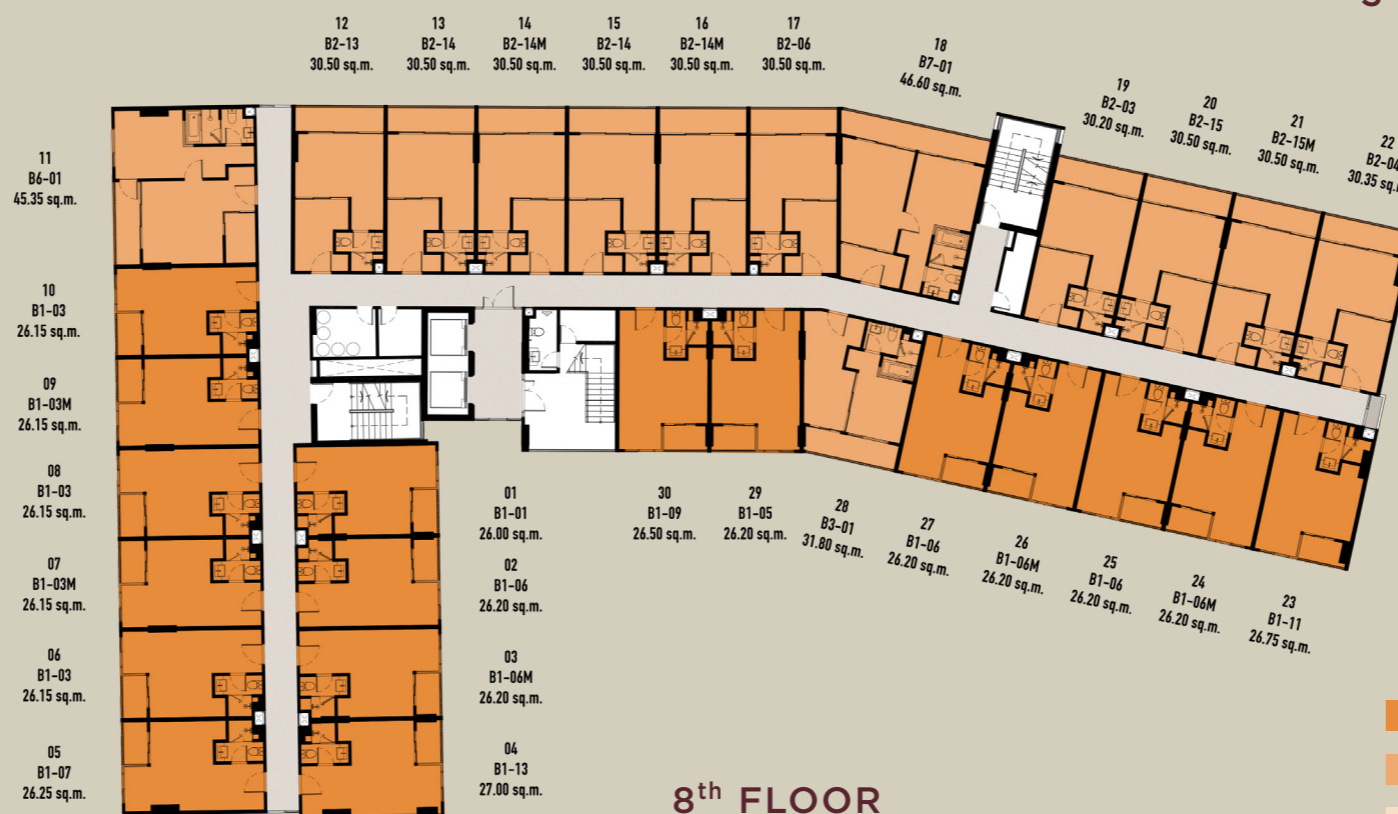 12
B2-13
30.50 sq.m.
13
B2-14
30.50 sq.m.
14
B2-14M
30.50 sq.m.
15
B2-14
30.50 sq.m.
16
B2-14M
30.50 sq.m.
17
B2-06
30.50 sq.m.
18
B7-01
46.60 sq.m.
19
B2-03
30.20 sq.m.
20
B2-15
30.50 sq.m.
21
B2-15M
30.50 sq.m.
22
B2-04
30.35 sq.m
11
B6-01
45.35 sq.m.
10
B1-03
26.15 sq.m.
09
B1-03M
26.15 sq.m.
08
B1-03
26.15 sq.m.
07
B1-03M
26.15 sq.m.
06
B1-03
26.15 sq.m.
05
B1-07
26.25 sq.m.
01
B1-01
26.00 sq.m.
02
B1-06
26.20 sq.m.
03
B1-06M
26.20 sq.m.
04
B1-13
27.00 sq.m.
30
B1-09
26.50 sq.m.
29
B1-05
26.20 sq.m.
28
B3-01
31.80 sq.m.
27
B1-06
26.20 sq.m.
26
B1-06M
26.20 sq.m.
25
B1-06
26.20 sq.m.
24
B1-06M
26.20 sq.m.
23
B1-11
26.75 sq.m.
8th FLOOR